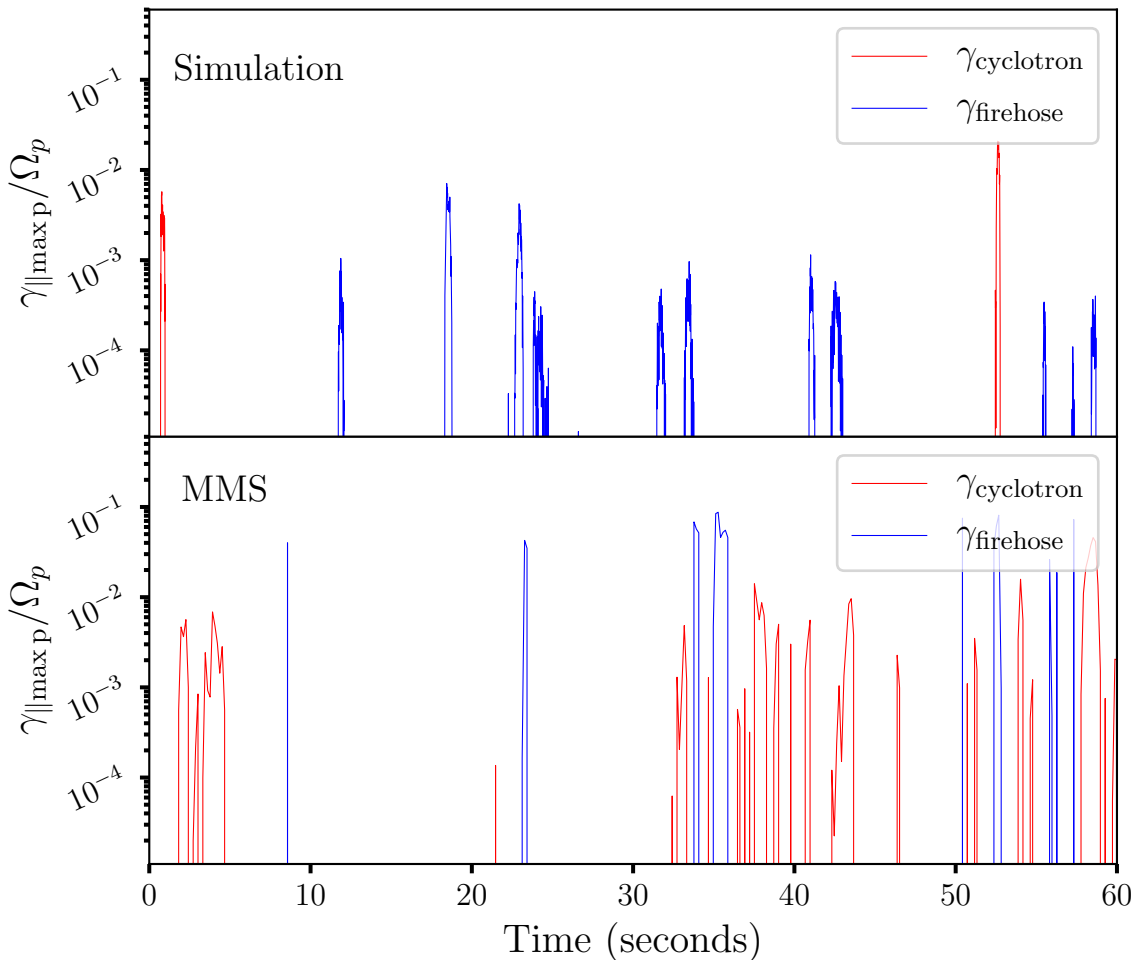 Simulation
γcyclotron
γfirehose
10⁻¹
10⁻²
10⁻³
10⁻⁴
γ∥max p/Ωp
MMS
γcyclotron
γfirehose
10⁻¹
10⁻²
10⁻³
10⁻⁴
γ∥max p/Ωp
0 10 20 30 40 50 60
Time (seconds)